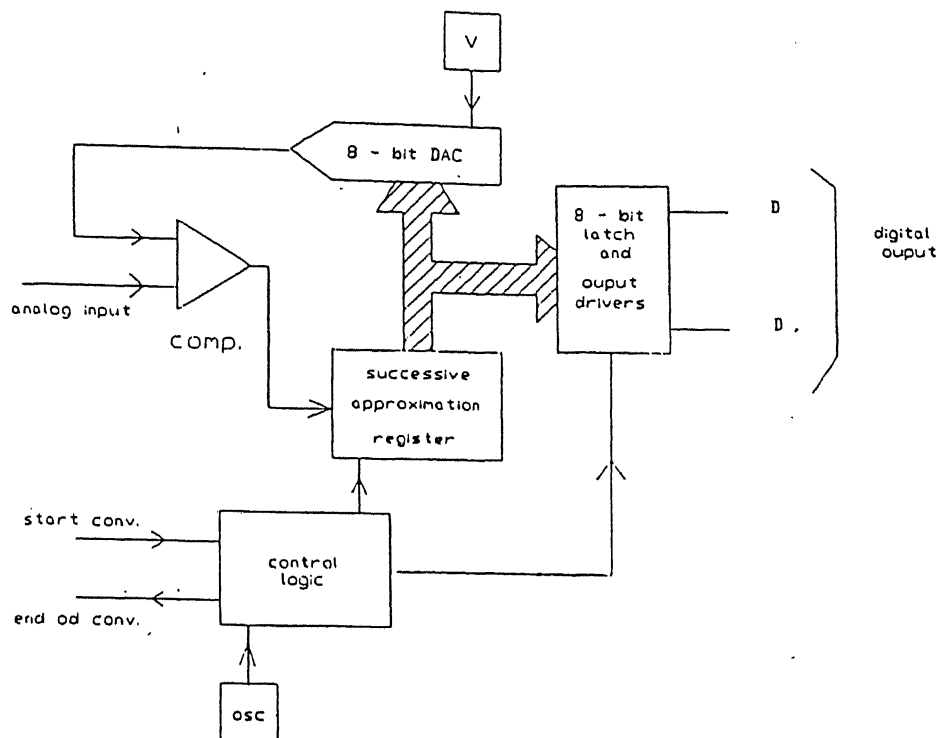 V
8 - bit DAC
8 - bit
latch
and
ouput
drivers
D
digital
ouput
D.
analog input
comp.
successive
approximation
register
start conv.
control
logic
end od conv.
osc